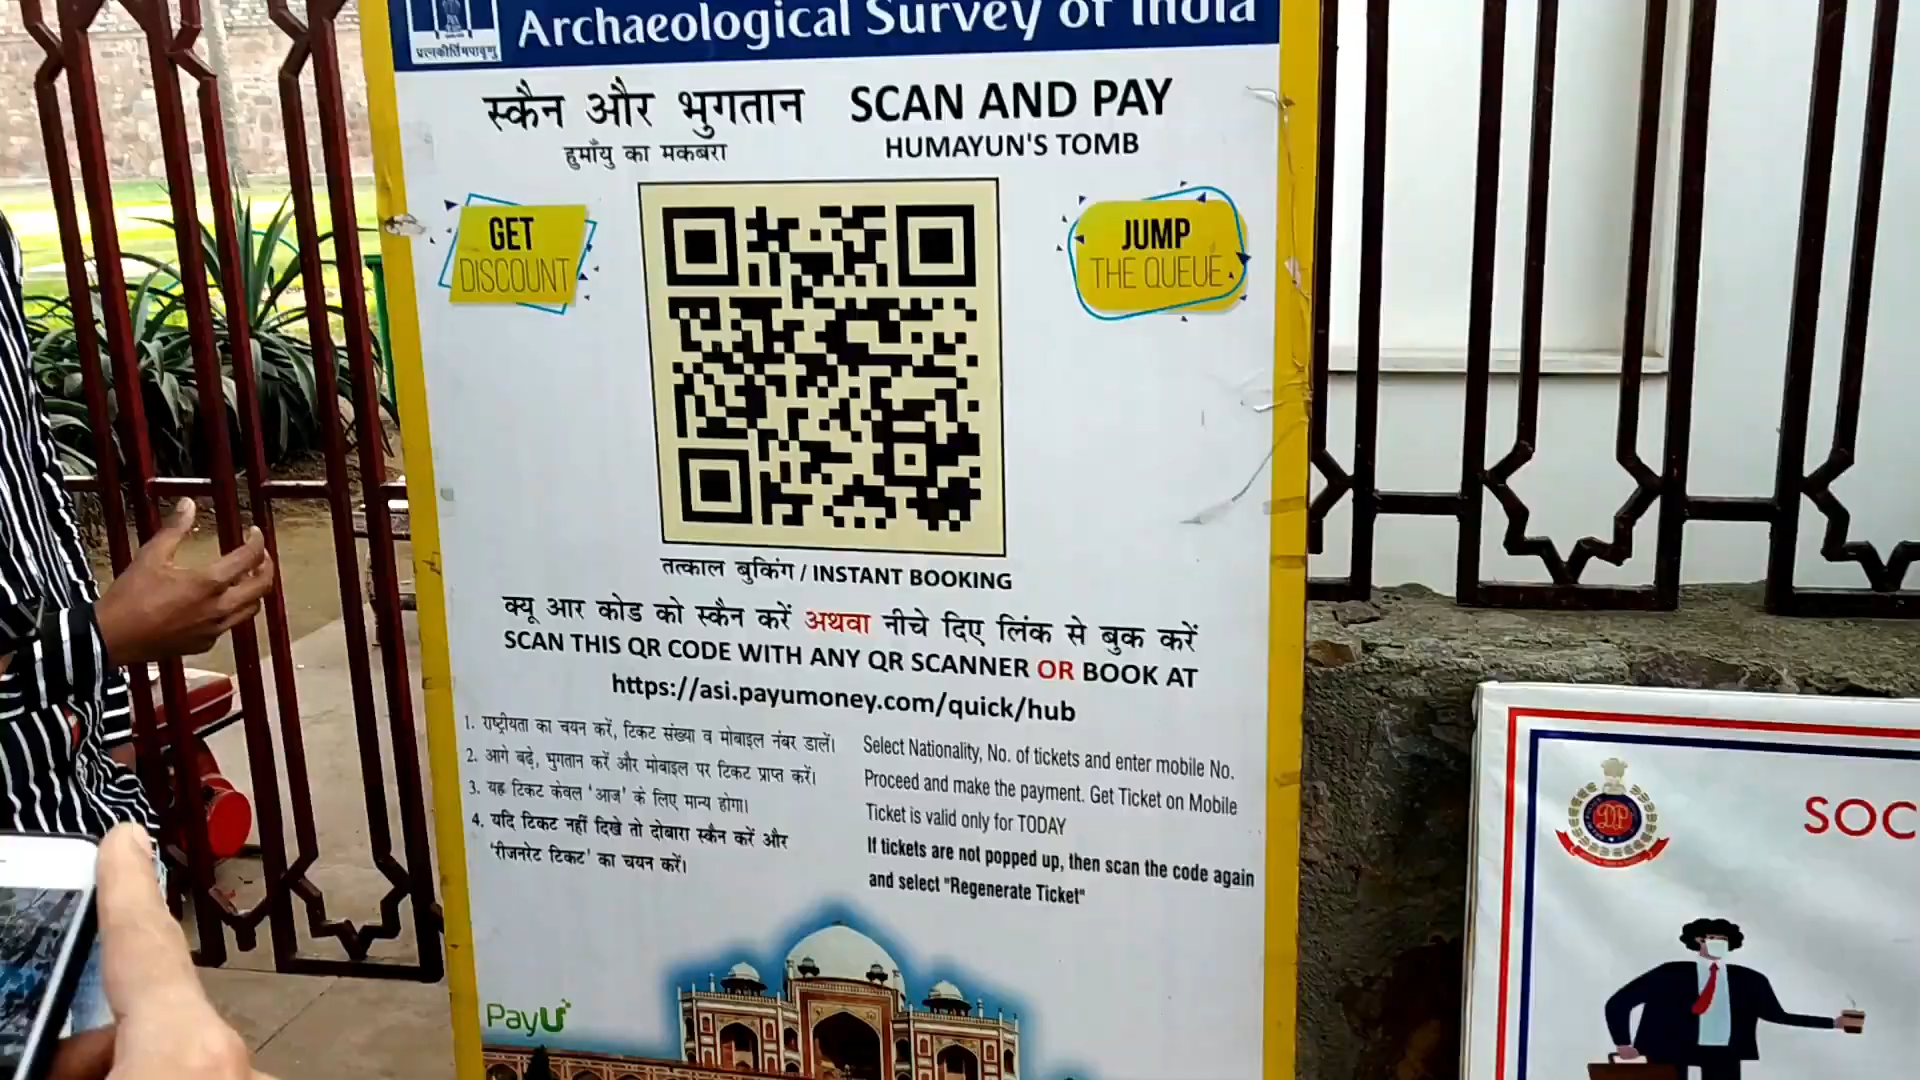 Archaeological Survey of India
प्रत्नकीर्तिमपावृणु
स्कैन और भुगतान
SCAN AND PAY
हुमाँयु का मकबरा
HUMAYUN'S TOMB
GET
DISCOUNT
JUMP
THE QUEUE
तत्काल बुकिंग / INSTANT BOOKING
क्यू आर कोड को स्कैन करें अथवा नीचे दिए लिंक से बुक करें
SCAN THIS QR CODE WITH ANY QR SCANNER OR BOOK AT
https://asi.payumoney.com/quick/hub
1. राष्ट्रीयता का चयन करें, टिकट संख्या व मोबाइल नंबर डालें।
2. आगे बढ़े, भुगतान करें और मोबाइल पर टिकट प्राप्त करें।
3. यह टिकट केवल 'आज' के लिए मान्य होगा।
4. यदि टिकट नहीं दिखे तो दोबारा स्कैन करें और
'रीजनरेट टिकट' का चयन करें।
Select Nationality, No. of tickets and enter mobile No.
Proceed and make the payment. Get Ticket on Mobile
Ticket is valid only for TODAY
If tickets are not popped up, then scan the code again
and select "Regenerate Ticket"
PayU
DP
SOC